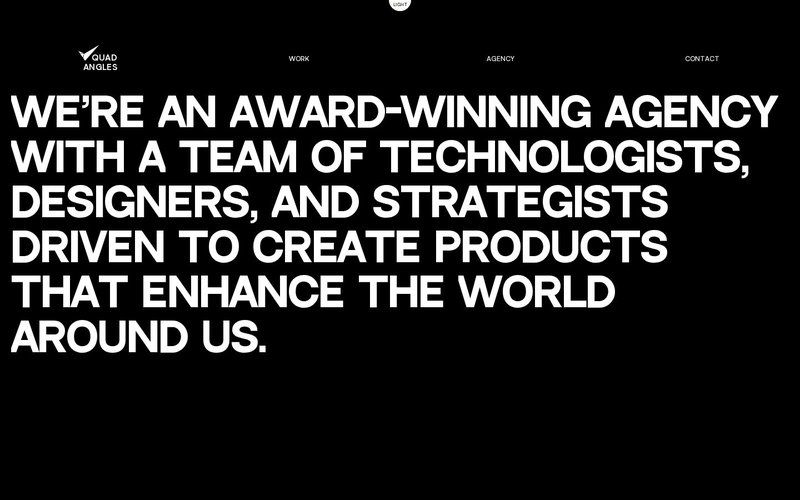 LIGHT
QUAD
ANGLES
WORK
AGENCY
CONTACT
WE’RE AN AWARD-WINNING AGENCY
WITH A TEAM OF TECHNOLOGISTS,
DESIGNERS, AND STRATEGISTS
DRIVEN TO CREATE PRODUCTS
THAT ENHANCE THE WORLD
AROUND US.